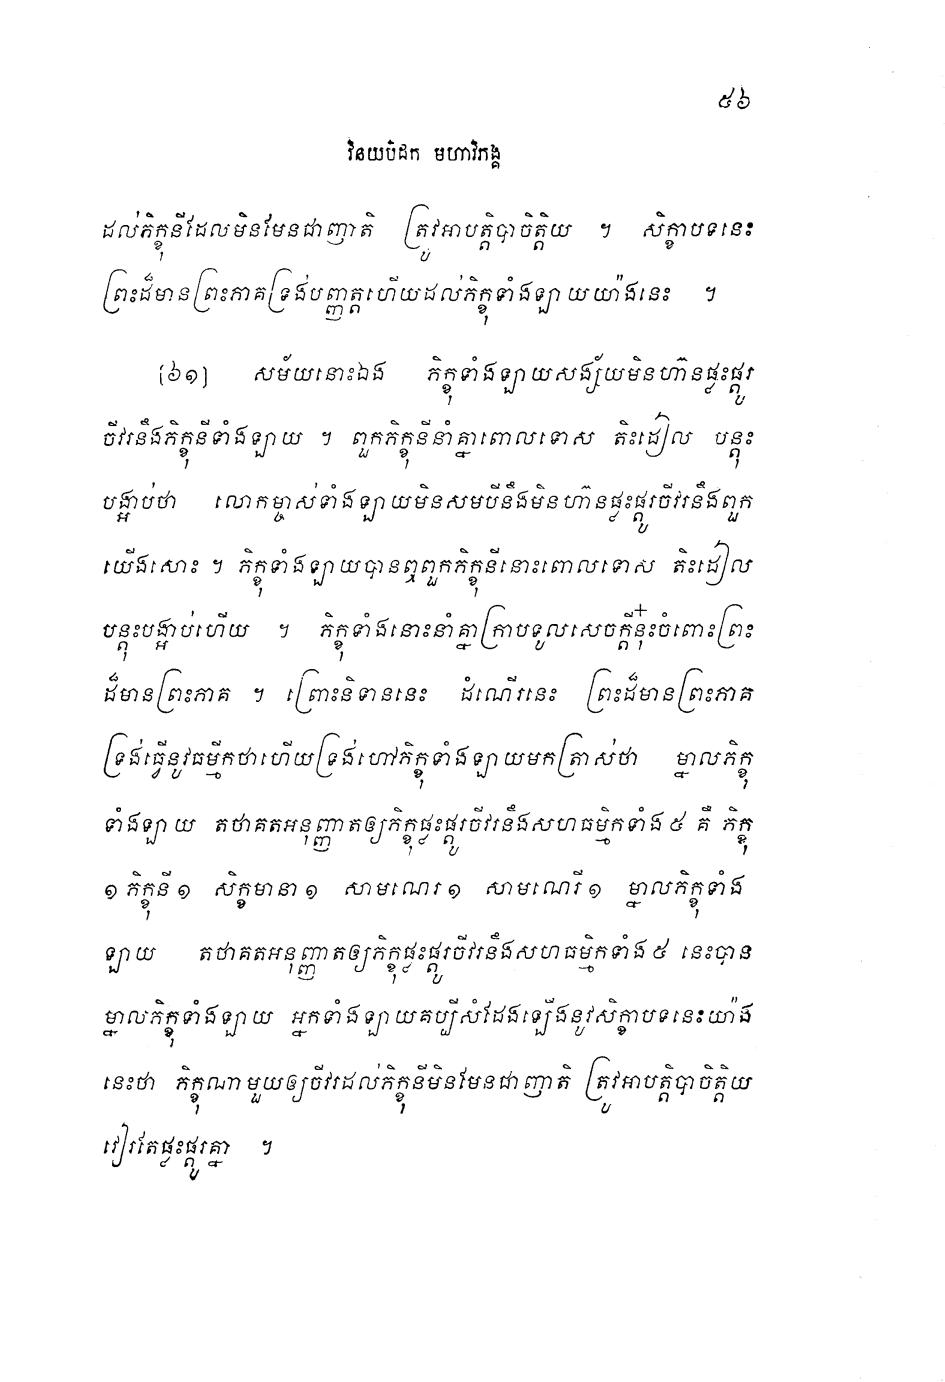 ៥៦
វិនយបិដក មហាវិភង្គ
ដល់ភិក្ខុនីដែលមិនមែនជាញាតិ ត្រូវអាបត្តិបាចិត្តិយ ។ សិក្ខាបទនេះ
ព្រះដ៏មានព្រះភាគទ្រង់បញ្ញត្តហើយដល់ភិក្ខុទាំងឡាយយ៉ាងនេះ ។
[៦១] សម័យនោះឯង ភិក្ខុទាំងឡាយសង្ស័យមិនហ៊ានផ្លះផ្តូរ
ចីវរនឹងភិក្ខុនីទាំងឡាយ ។ ពួកភិក្ខុនីនាំគ្នាពោលទោស តិះដៀល បន្តុះ
បង្អាប់ថា លោកម្ចាស់ទាំងឡាយមិនសមបីនឹងមិនហ៊ានផ្លះផ្តូរចីវរនឹងពួក
យើងសោះ ។ ភិក្ខុទាំងឡាយបានឮពួកភិក្ខុនីនោះពោលទោស តិះដៀល
បន្តុះបង្អាប់ហើយ ។ ភិក្ខុទាំងនោះនាំគ្នាក្រាបទូលសេចក្តីនុ៎ះចំពោះព្រះ
ដ៏មានព្រះភាគ ។ ព្រោះនិទាននេះ ដំណើរនេះ ព្រះដ៏មានព្រះភាគ
ទ្រង់ធ្វើនូវធម្មីកថាហើយទ្រង់ហៅភិក្ខុទាំងឡាយមកត្រាស់ថា ម្នាលភិក្ខុ
ទាំងឡាយ តថាគតអនុញ្ញាតឲ្យភិក្ខុផ្លះផ្តូរចីវរនឹងសហធម្មិកទាំង៥ គឺ ភិក្ខុ
១ ភិក្ខុនី១ សិក្ខមានា១ សាមណេរ១ សាមណេរី១ ម្នាលភិក្ខុទាំង
ឡាយ តថាគតអនុញ្ញាតឲ្យភិក្ខុផ្លះផ្តូរចីវរនឹងសហធម្មិកទាំង៥ នេះបាន
ម្នាលភិក្ខុទាំងឡាយ អ្នកទាំងឡាយគប្បីសំដែងឡើងនូវសិក្ខាបទនេះយ៉ាង
នេះថា ភិក្ខុណាមួយឲ្យចីវរដល់ភិក្ខុនីមិនមែនជាញាតិ ត្រូវអាបត្តិបាចិត្តិយ
វៀរតែផ្លះផ្តូរគ្នា ។